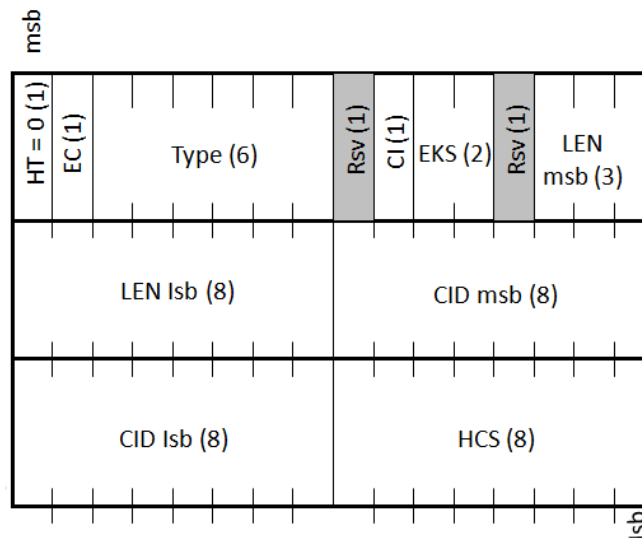 msb
HT = 0 (1)
EC (1)
Type (6)
Rsv (1)
CI (1)
EKS (2)
Rsv (1)
LEN
msb (3)
LEN lsb (8)
CID msb (8)
CID lsb (8)
HCS (8)
lsb